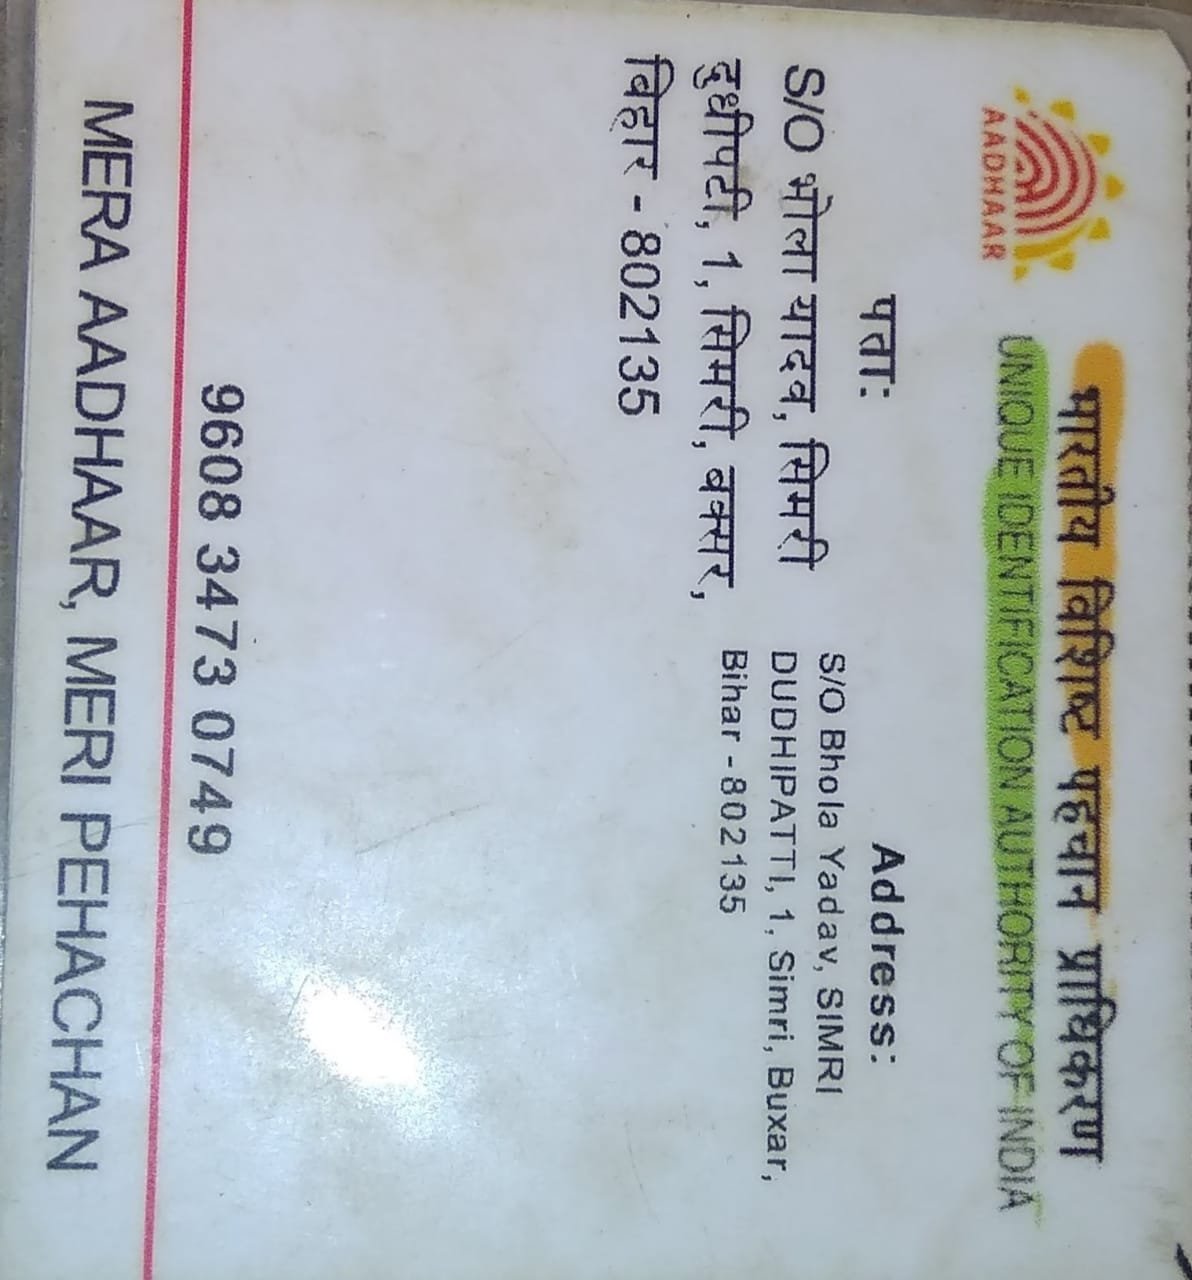 भारतीय विशिष्ट पहचान प्राधिकरण
UNIQUE IDENTIFICATION AUTHORITY OF INDIA
AADHAAR
पता:
S/O भोला यादव, सिमरी
दुधीपटी, 1, सिमरी, बक्सर,
बिहार - 802135
Address:
S/O Bhola Yadav, SIMRI
DUDHIPATTI, 1, Simri, Buxar,
Bihar - 802135
9608 3473 0749
MERA AADHAAR, MERI PEHACHAN